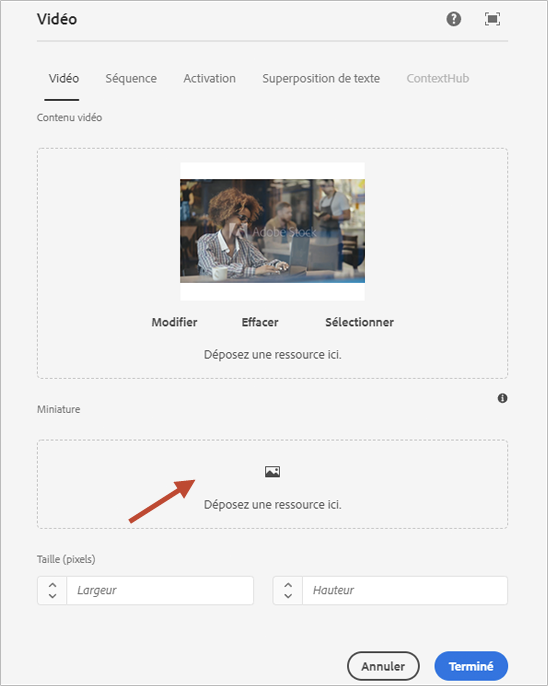 Vidéo
Vidéo Séquence Activation Superposition de texte ContextHub
Contenu vidéo
Adobe Stock
Modifier Effacer Sélectionner
Déposez une ressource ici.
Miniature
Déposez une ressource ici.
Taille (pixels)
Largeur Hauteur
Annuler Terminé